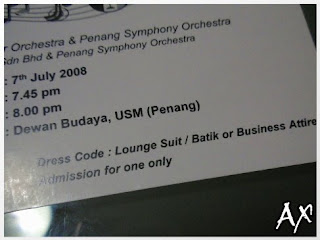 r Orchestra & Penang Symphony Orchestra
Sdn Bhd & Penang Symphony Orchestra
: 7th July 2008
: 7.45 pm
: 8.00 pm
: Dewan Budaya, USM (Penang)
Dress Code : Lounge Suit / Batik or Business Attire
Admission for one only
AX